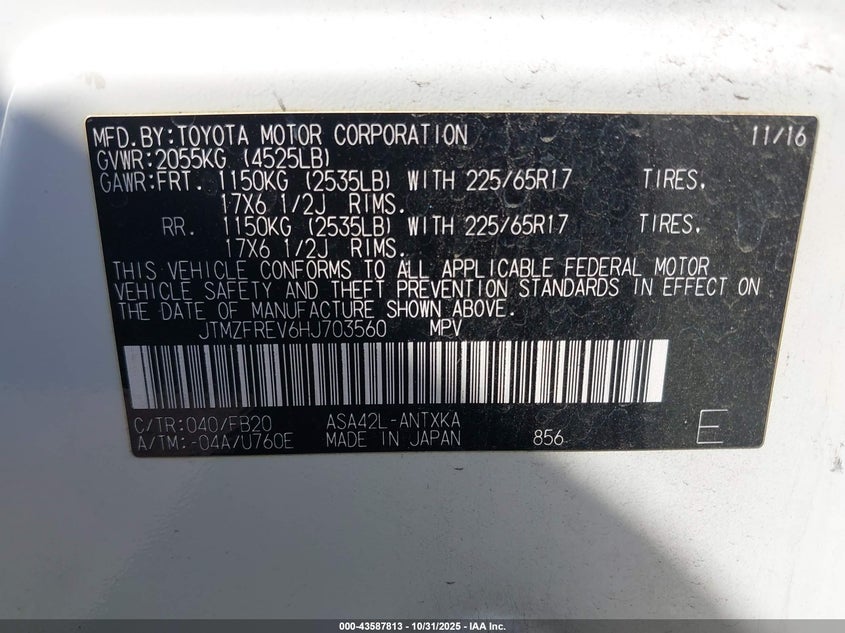 MFD.BY:TOYOTA MOTOR CORPORATION 11/16
GVWR:2055KG (4525LB)
GAWR:FRT. 1150KG (2535LB) WITH 225/65R17 TIRES,
17X6 1/2J RIMS.
RR. 1150KG (2535LB) WITH 225/65R17 TIRES,
17X6 1/2J RIMS.
THIS VEHICLE CONFORMS TO ALL APPLICABLE FEDERAL MOTOR
VEHICLE SAFETY AND THEFT PREVENTION STANDARDS IN EFFECT ON
THE DATE OF MANUFACTURE SHOWN ABOVE.
JTMZFREV6HJ703560 MPV
C/TR:040/FB20 ASA42L-ANTXKA
A/TM:-04A/U760E MADE IN JAPAN 856 E
000-43587813 - 10/31/2025 - IAA Inc.